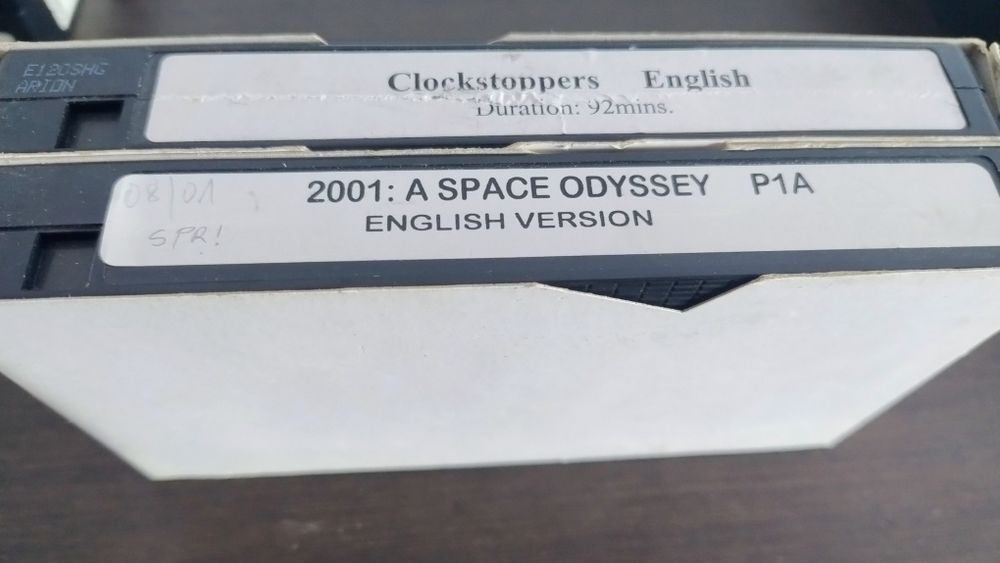 E120SHG
ARION
Clockstoppers English
Duration: 92mins.
08/01
SPR!
2001: A SPACE ODYSSEY P1A
ENGLISH VERSION